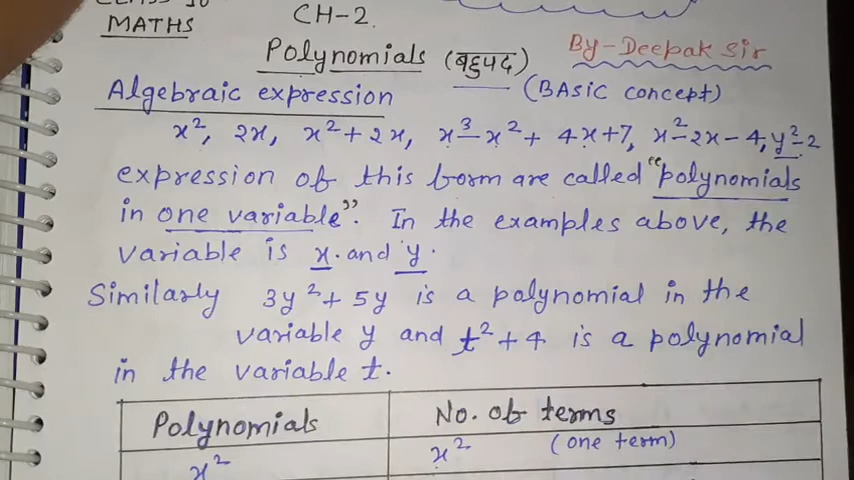 CLASS 10
MATHS
CH-2.
Polynomials (बहुपद)
By-Deepak Sir
Algebraic expression
(BASIC concept)
x², 2x, x²+2x, x³-x²+4x+7, x²-2x-4, y²-2
expression of this form are called "polynomials
in one variable". In the examples above, the
variable is x. and y.
Similarly 3y²+5y is a polynomial in the
variable y and t²+4 is a polynomial
in the variable t.
Polynomials No. of terms
x² x² (one term)